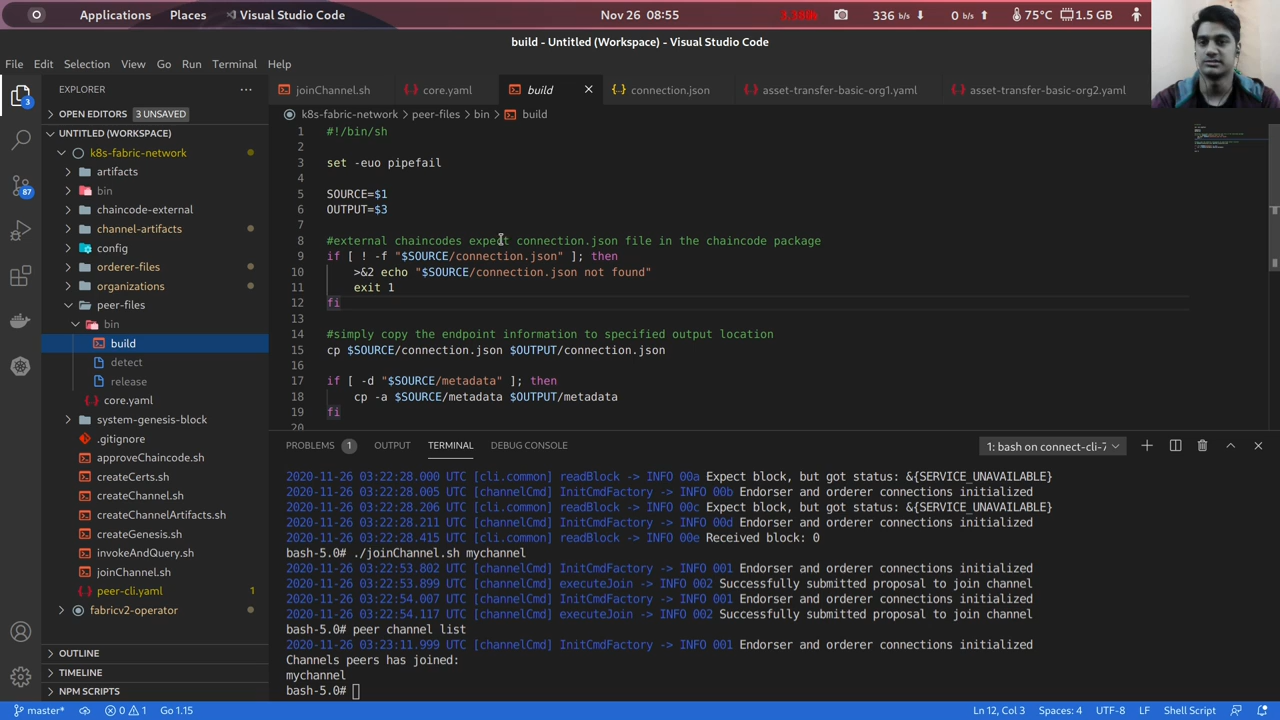 Applications Places Visual Studio Code Nov 26 08:55 3.38% 336 b/s 0 b/s 75°C 1.5 GB
build - Untitled (Workspace) - Visual Studio Code
File Edit Selection View Go Run Terminal Help
EXPLORER
3
OPEN EDITORS 3 UNSAVED
UNTITLED (WORKSPACE)
k8s-fabric-network
artifacts
bin
87
chaincode-external
channel-artifacts
config
orderer-files
organizations
peer-files
bin
build
detect
release
core.yaml
system-genesis-block
.gitignore
approveChaincode.sh
createCerts.sh
createChannel.sh
createChannelArtifacts.sh
createGenesis.sh
invokeAndQuery.sh
joinChannel.sh
peer-cli.yaml 1
fabricv2-operator
OUTLINE
TIMELINE
NPM SCRIPTS
joinChannel.sh core.yaml build connection.json asset-transfer-basic-org1.yaml asset-transfer-basic-org2.yaml
k8s-fabric-network > peer-files > bin > build
1 #!/bin/sh
2
3 set -euo pipefail
4
5 SOURCE=$1
6 OUTPUT=$3
7
8 #external chaincodes expect connection.json file in the chaincode package
9 if [ ! -f "$SOURCE/connection.json" ]; then
10 >&2 echo "$SOURCE/connection.json not found"
11 exit 1
12 fi
13
14 #simply copy the endpoint information to specified output location
15 cp $SOURCE/connection.json $OUTPUT/connection.json
16
17 if [ -d "$SOURCE/metadata" ]; then
18 cp -a $SOURCE/metadata $OUTPUT/metadata
19 fi
20
PROBLEMS 1 OUTPUT TERMINAL DEBUG CONSOLE 1: bash on connect-cli-7
2020-11-26 03:22:28.000 UTC [cli.common] readBlock -> INFO 00a Expect block, but got status: &{SERVICE_UNAVAILABLE}
2020-11-26 03:22:28.005 UTC [channelCmd] InitCmdFactory -> INFO 00b Endorser and orderer connections initialized
2020-11-26 03:22:28.206 UTC [cli.common] readBlock -> INFO 00c Expect block, but got status: &{SERVICE_UNAVAILABLE}
2020-11-26 03:22:28.211 UTC [channelCmd] InitCmdFactory -> INFO 00d Endorser and orderer connections initialized
2020-11-26 03:22:28.415 UTC [cli.common] readBlock -> INFO 00e Received block: 0
bash-5.0# ./joinChannel.sh mychannel
2020-11-26 03:22:53.802 UTC [channelCmd] InitCmdFactory -> INFO 001 Endorser and orderer connections initialized
2020-11-26 03:22:53.899 UTC [channelCmd] executeJoin -> INFO 002 Successfully submitted proposal to join channel
2020-11-26 03:22:54.007 UTC [channelCmd] InitCmdFactory -> INFO 001 Endorser and orderer connections initialized
2020-11-26 03:22:54.117 UTC [channelCmd] executeJoin -> INFO 002 Successfully submitted proposal to join channel
bash-5.0# peer channel list
2020-11-26 03:23:11.999 UTC [channelCmd] InitCmdFactory -> INFO 001 Endorser and orderer connections initialized
Channels peers has joined:
mychannel
bash-5.0#
master* 0 1 Go 1.15 Ln 12, Col 3 Spaces: 4 UTF-8 LF Shell Script